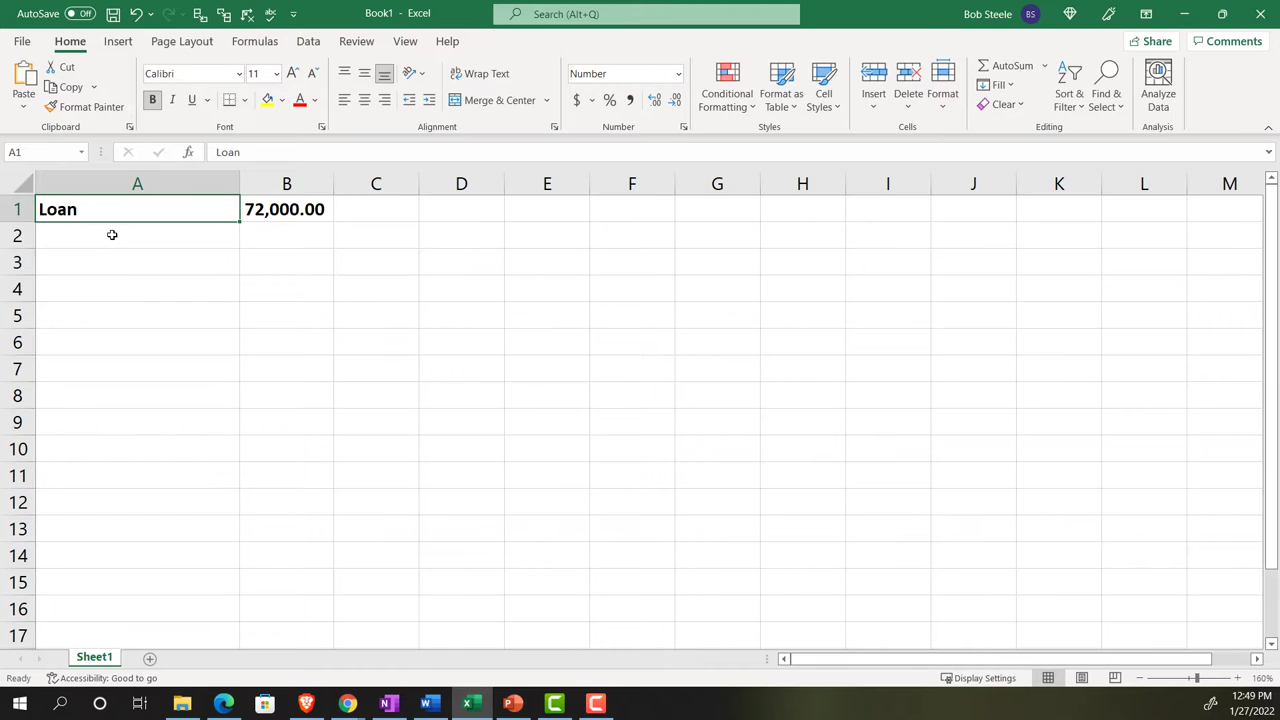 AutoSave Off Book1 - Excel Search (Alt+Q) Bob Steele BS
File Home Insert Page Layout Formulas Data Review View Help Share Comments
Paste Cut Copy Format Painter
Calibri 11
B I U
Wrap Text
Merge & Center
Number
$ % 9
Conditional Formatting Format as Table Cell Styles
Insert Delete Format
AutoSum Fill Clear
Sort & Filter Find & Select
Analyze Data
Clipboard Font Alignment Number Styles Cells Editing Analysis
A1 fx Loan
A B C D E F G H I J K L M
1 Loan 72,000.00
2
3
4
5
6
7
8
9
10
11
12
13
14
15
16
17
Sheet1
Ready Accessibility: Good to go Display Settings 160%
12:49 PM
1/27/2022